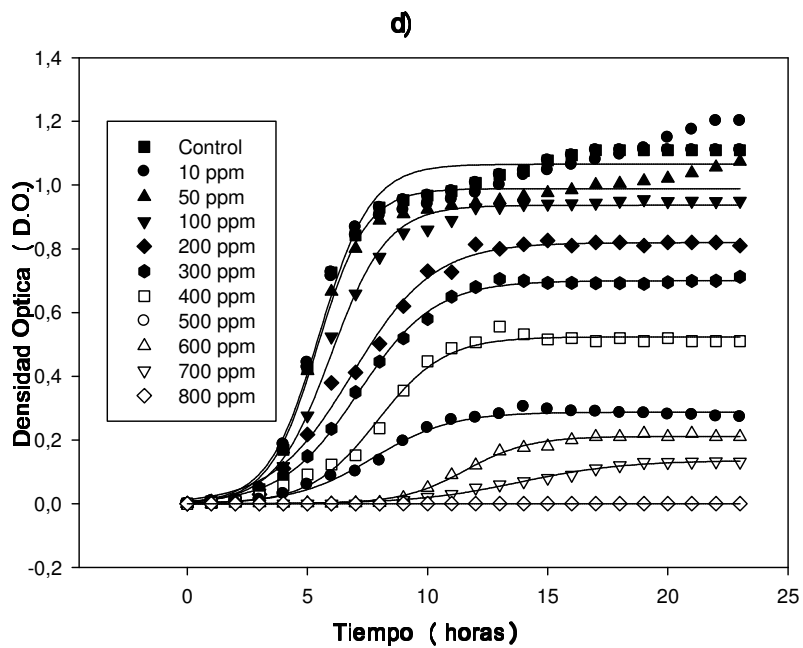 d)
1,4
1,2
1,0
0,8
0,6
0,4
0,2
0,0
-0,2
Densidad Optica ( D.O.)
Control
10 ppm
50 ppm
100 ppm
200 ppm
300 ppm
400 ppm
500 ppm
600 ppm
700 ppm
800 ppm
0 5 10 15 20 25
Tiempo ( horas)